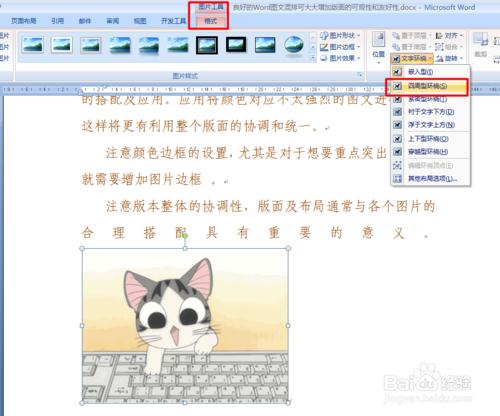 图片工具
良好的Word图文混排可大大增加版面的可观性和友好性.docx - Microsoft Word
邮件 审阅 视图 开发工具 格式
图片形状
图片边框
图片效果
图片样式
位置
置于顶层
置于底层
文字环绕
对齐
组合
旋转
裁剪
嵌入型(I)
四周型环绕(S)
紧密型环绕(T)
衬于文字下方(D)
浮于文字上方(N)
上下型环绕(O)
穿越型环绕(H)
编辑环绕顶点(E)
其他布局选项(L)...
的搭配及应用。应用将颜色对应不太强烈的图文进
这样将更有利用整个版面的协调和统一。
注意颜色边框的设置,尤其是对于想要重点突出
就需要增加图片边框 。
注意版本整体的协调性，版面及布局通常与各个图片的
合理搭配具有重要的意义。
Baidu 经验
jingyan.baidu.com